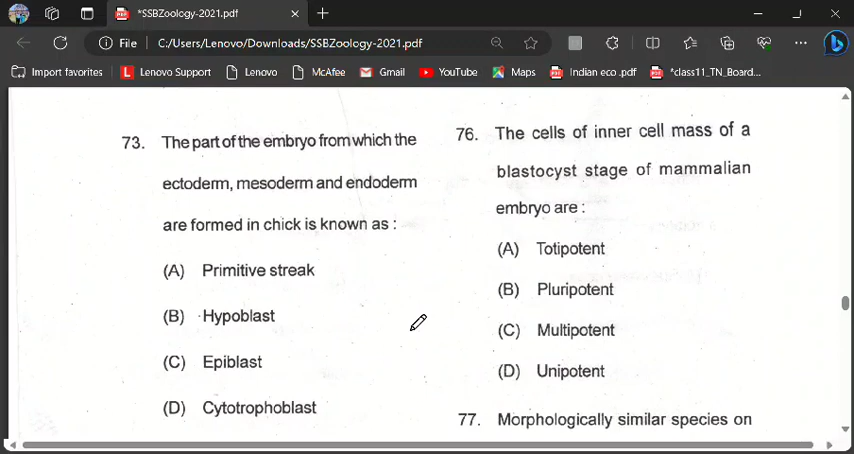 *SSBZoology-2021.pdf
File
C:/Users/Lenovo/Downloads/SSBZoology-2021.pdf
Import favorites
Lenovo Support
Lenovo
McAfee
Gmail
YouTube
Maps
Indian eco .pdf
*class11_TN_Board...
73. The part of the embryo from which the
ectoderm, mesoderm and endoderm
are formed in chick is known as :
(A) Primitive streak
(B) Hypoblast
(C) Epiblast
(D) Cytotrophoblast
76. The cells of inner cell mass of a
blastocyst stage of mammalian
embryo are :
(A) Totipotent
(B) Pluripotent
(C) Multipotent
(D) Unipotent
77. Morphologically similar species on